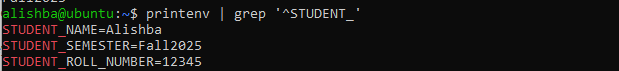 alishba@ubuntu:~$ printenv | grep '^STUDENT_'
STUDENT_NAME=Alishba
STUDENT_SEMESTER=Fall2025
STUDENT_ROLL_NUMBER=12345